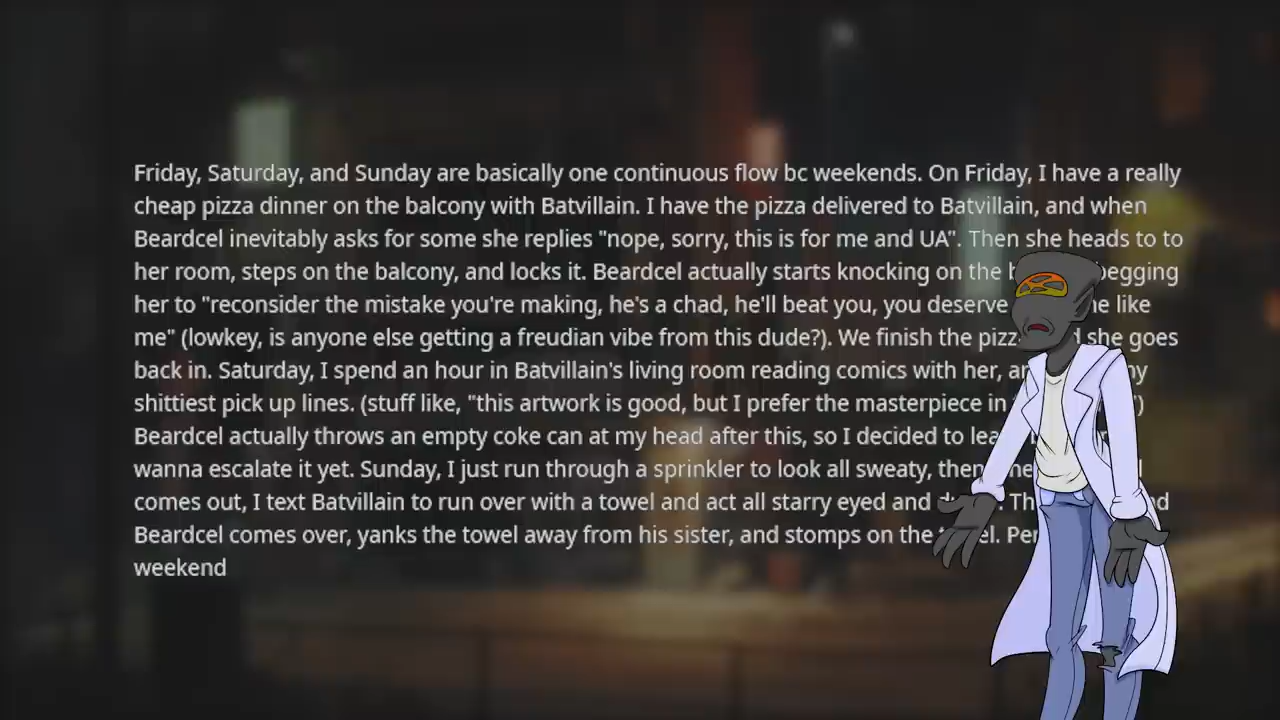 Friday, Saturday, and Sunday are basically one continuous flow bc weekends. On Friday, I have a really
cheap pizza dinner on the balcony with Batvillain. I have the pizza delivered to Batvillain, and when
Beardcel inevitably asks for some she replies "nope, sorry, this is for me and UA". Then she heads to to
her room, steps on the balcony, and locks it. Beardcel actually starts knocking on the begging
her to "reconsider the mistake you're making, he's a chad, he'll beat you, you deserve like
me" (lowkey, is anyone else getting a freudian vibe from this dude?). We finish the she goes
back in. Saturday, I spend an hour in Batvillain's living room reading comics with her,
shittiest pick up lines. (stuff like, "this artwork is good, but I prefer the masterpiece in
Beardcel actually throws an empty coke can at my head after this, so I decided to
wanna escalate it yet. Sunday, I just run through a sprinkler to look all sweaty,
comes out, I text Batvillain to run over with a towel and act all starry eyed and
Beardcel comes over, yanks the towel away from his sister, and stomps on the
weekend